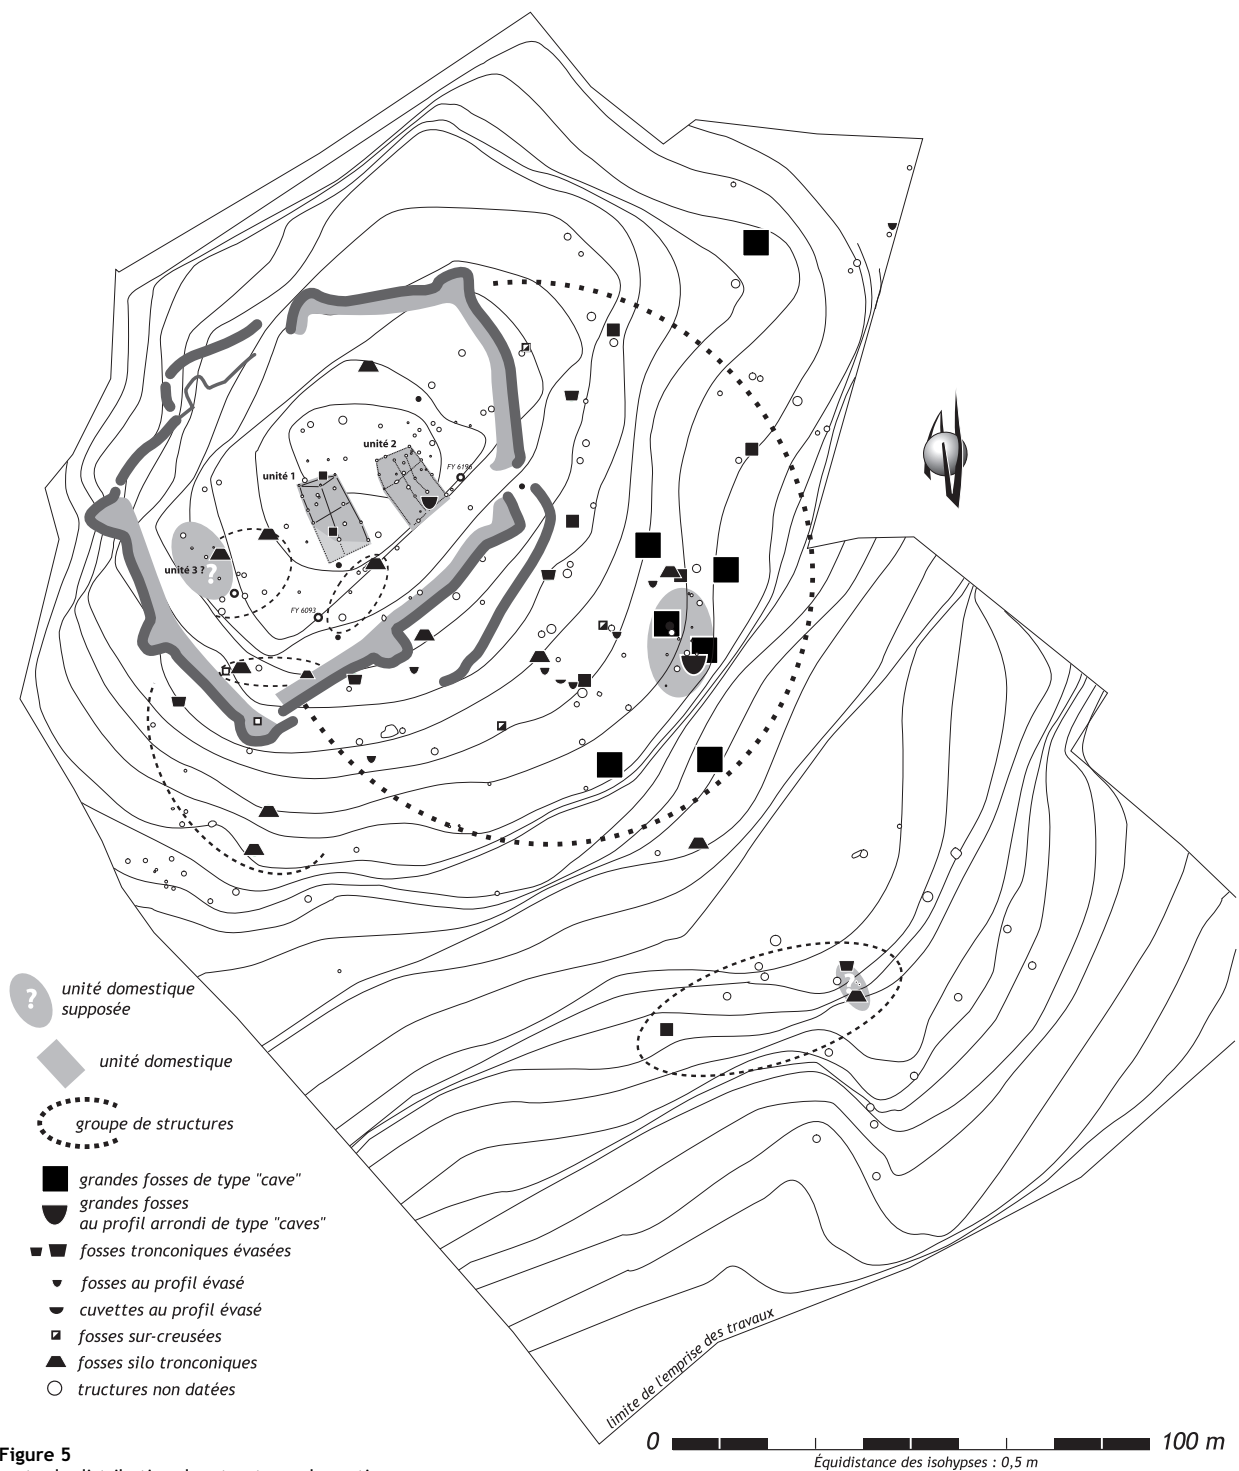 unité 2
FY 6196
unité 1
unité 3 ?
?
FY 6093
?
?
unité domestique
supposée
unité domestique
groupe de structures
grandes fosses de type "cave"
grandes fosses
au profil arrondi de type "caves"
fosses tronconiques évasées
fosses au profil évasé
cuvettes au profil évasé
fosses sur-creusées
fosses silo tronconiques
tructures non datées
limite de l'emprise des travaux
0
100 m
Équidistance des isohypses : 0,5 m
Figure 5